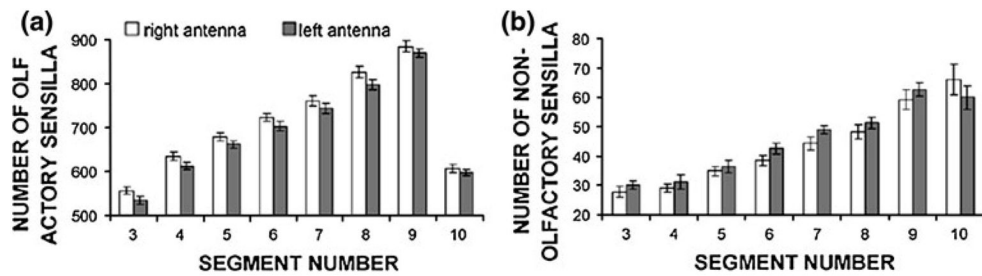 (a)
right antenna
left antenna
NUMBER OF OLF
ACTORY SENSILLA
900
800
700
600
500
3 4 5 6 7 8 9 10
SEGMENT NUMBER
(b)
NUMBER OF NON-
OLFACTORY SENSILLA
80
70
60
50
40
30
20
3 4 5 6 7 8 9 10
SEGMENT NUMBER